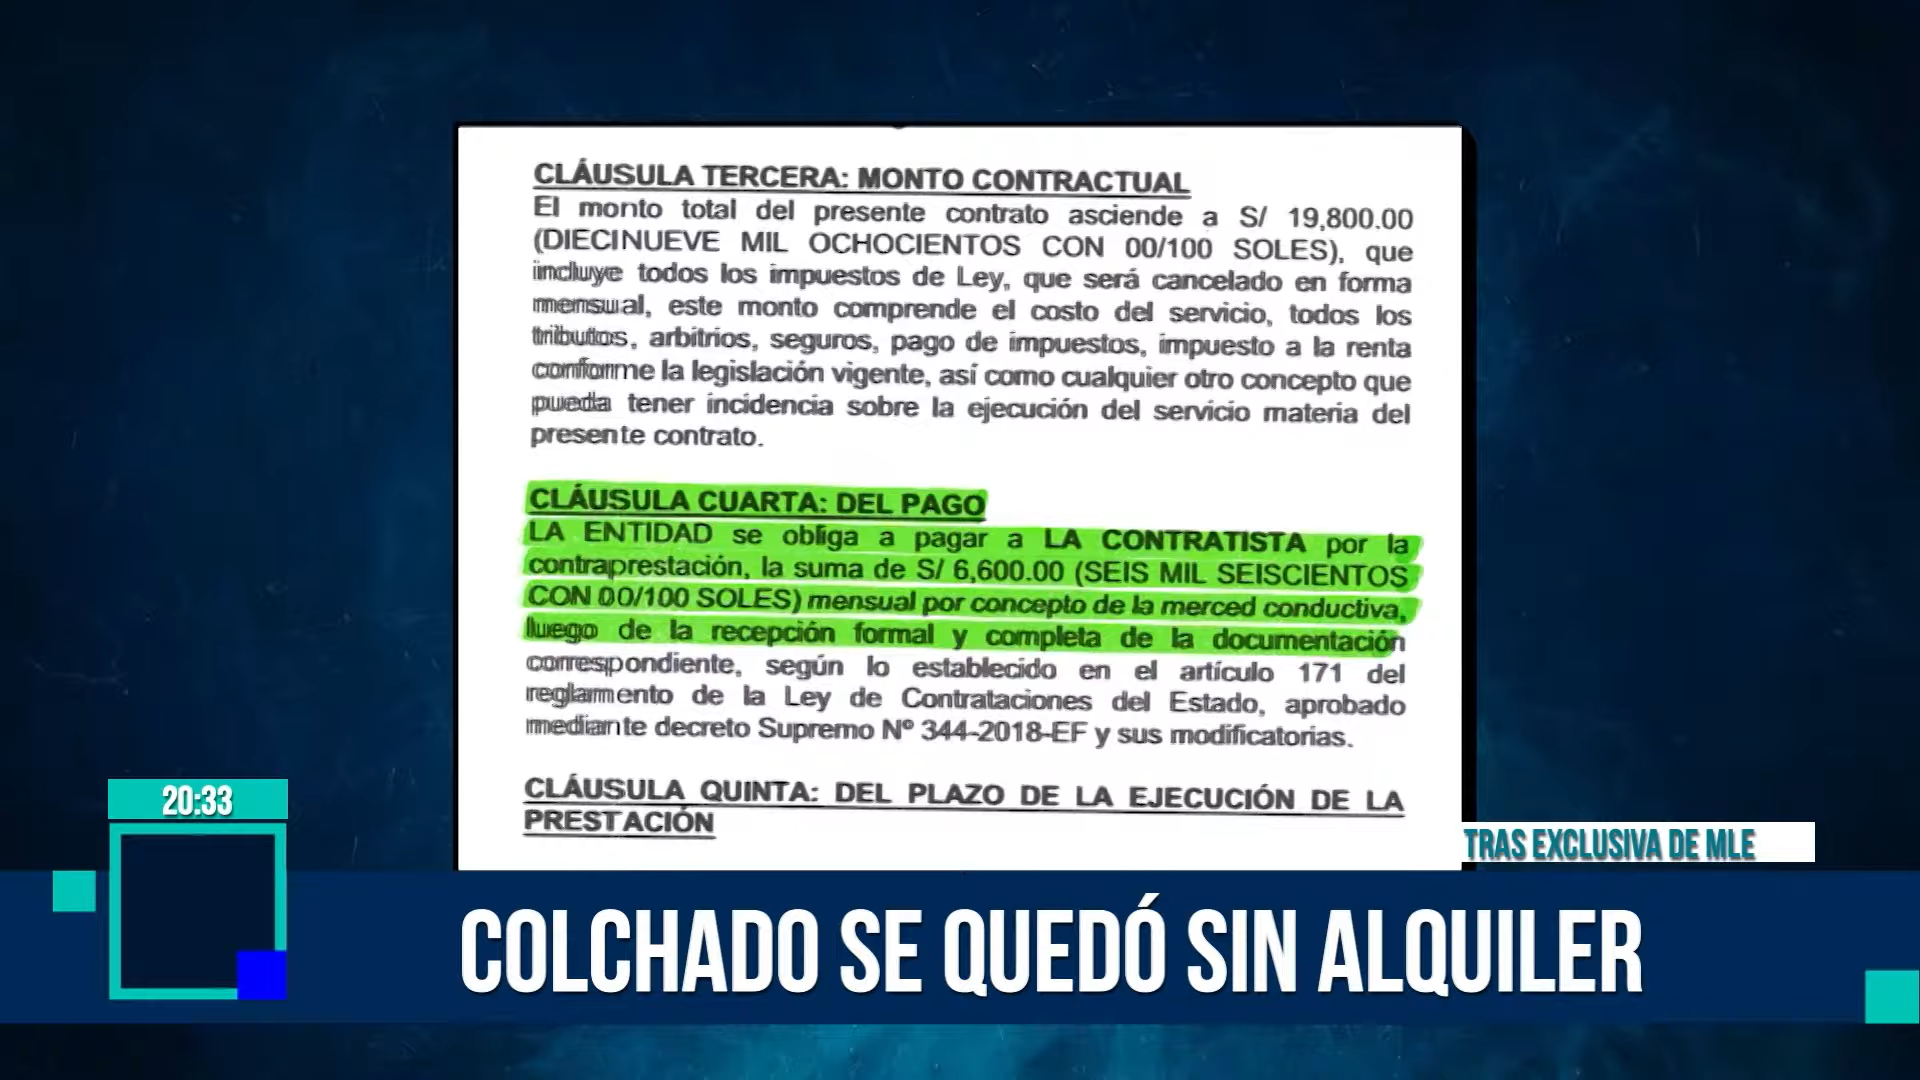 CLÁUSULA TERCERA: MONTO CONTRACTUAL
El monto total del presente contrato asciende a S/ 19,800.00
(DIECINUEVE MIL OCHOCIENTOS CON 00/100 SOLES), que
incluye todos los impuestos de Ley, que será cancelado en forma
mensual, este monto comprende el costo del servicio, todos los
tributos, arbitrios, seguros, pago de impuestos, impuesto a la renta
conforme la legislación vigente, así como cualquier otro concepto que
pueda tener incidencia sobre la ejecución del servicio materia del
presente contrato.
CLÁUSULA CUARTA: DEL PAGO
LA ENTIDAD se obliga a pagar a LA CONTRATISTA por la
contraprestación, la suma de S/ 6,600.00 (SEIS MIL SEISCIENTOS
CON 00/100 SOLES) mensual por concepto de la merced conductiva,
luego de la recepción formal y completa de la documentación
correspondiente, según lo establecido en el artículo 171 del
reglamento de la Ley de Contrataciones del Estado, aprobado
mediante decreto Supremo Nº 344-2018-EF y sus modificatorias.
CLÁUSULA QUINTA: DEL PLAZO DE LA EJECUCIÓN DE LA
PRESTACIÓN
20:33
TRAS EXCLUSIVA DE MLE
COLCHADO SE QUEDÓ SIN ALQUILER